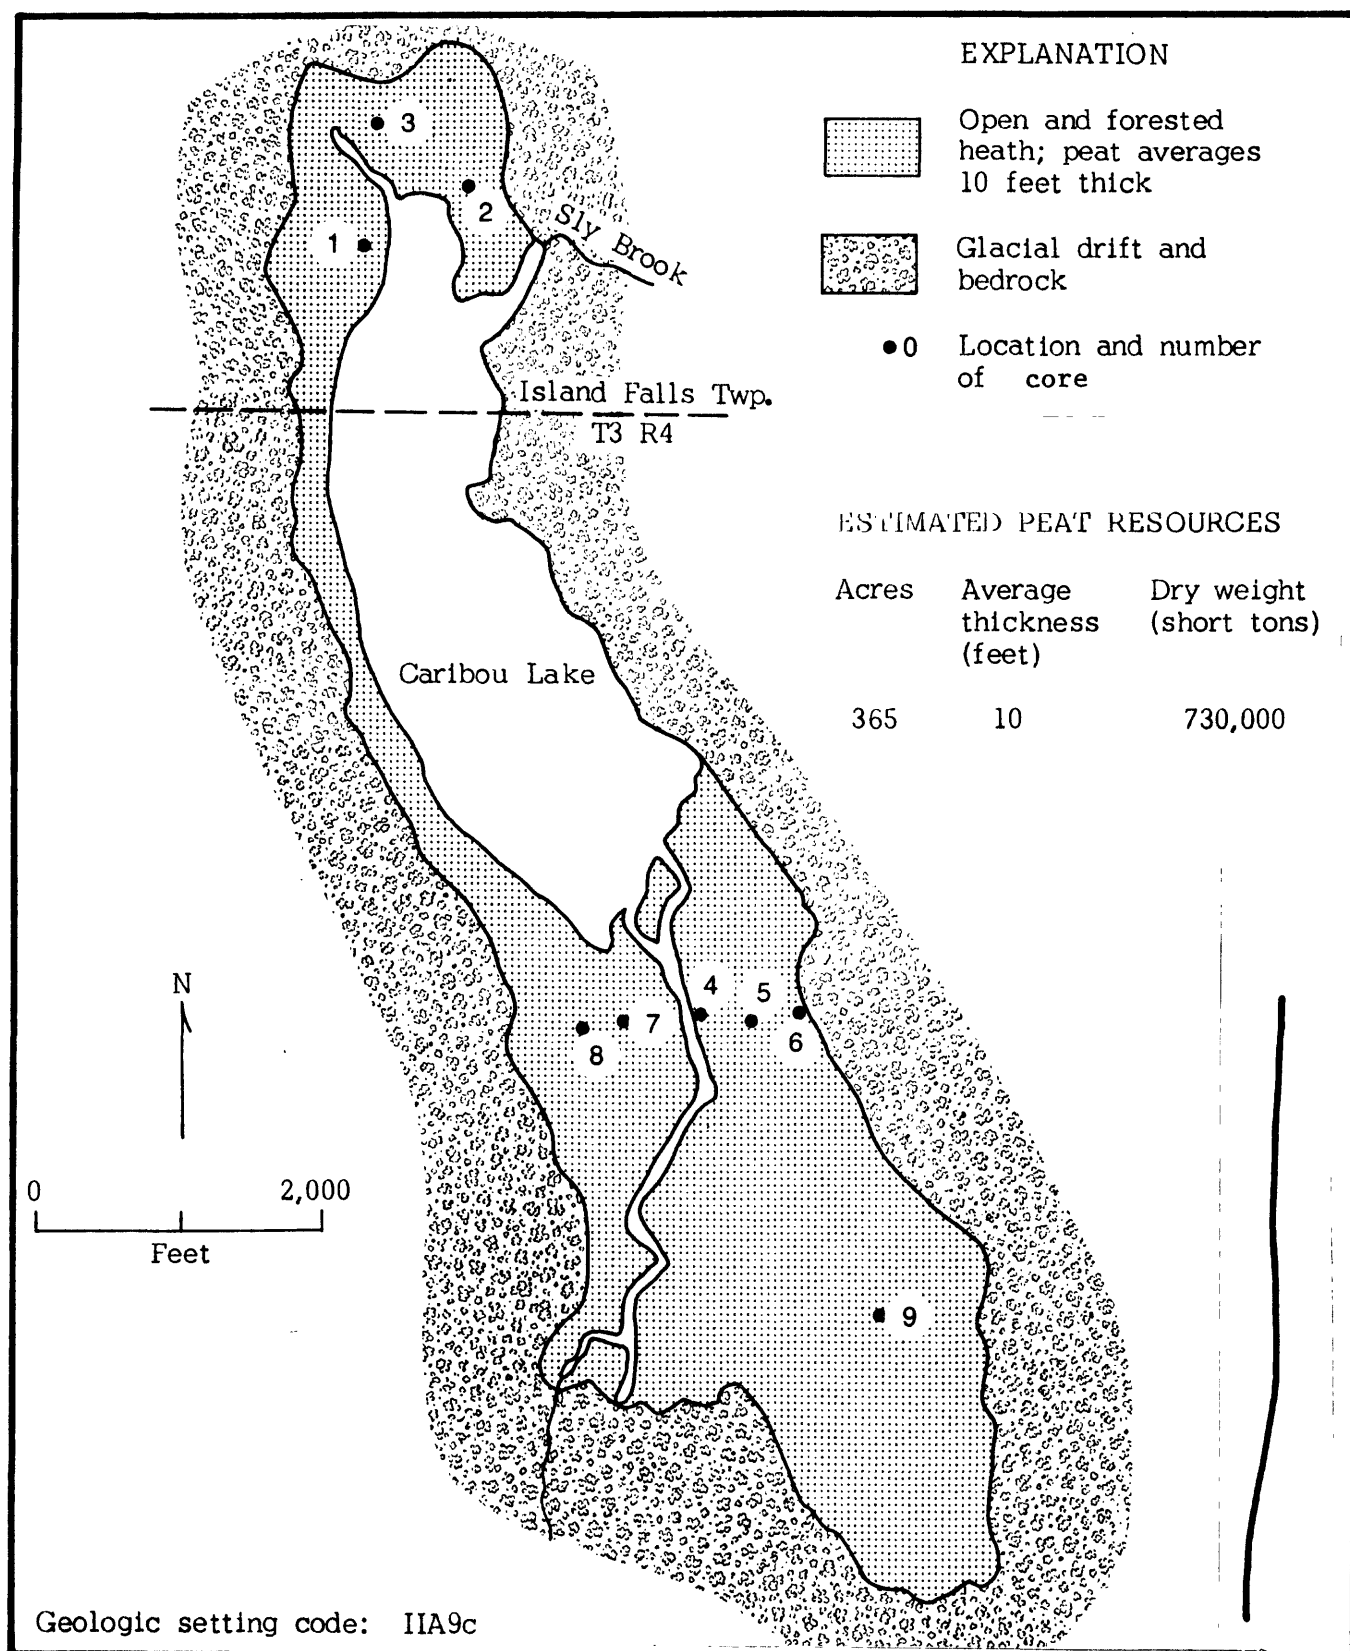 EXPLANATION
Open and forested
heath; peat averages
10 feet thick
Glacial drift and
bedrock
0 Location and number
of core
3
2
1
Sly Brook
Island Falls Twp.
T3 R4
ESTIMATED PEAT RESOURCES
Acres Average Dry weight
thickness (short tons)
(feet)
365 10 730,000
Caribou Lake
4
5
7
6
8
N
0 2,000
Feet
9
Geologic setting code: IIA9c